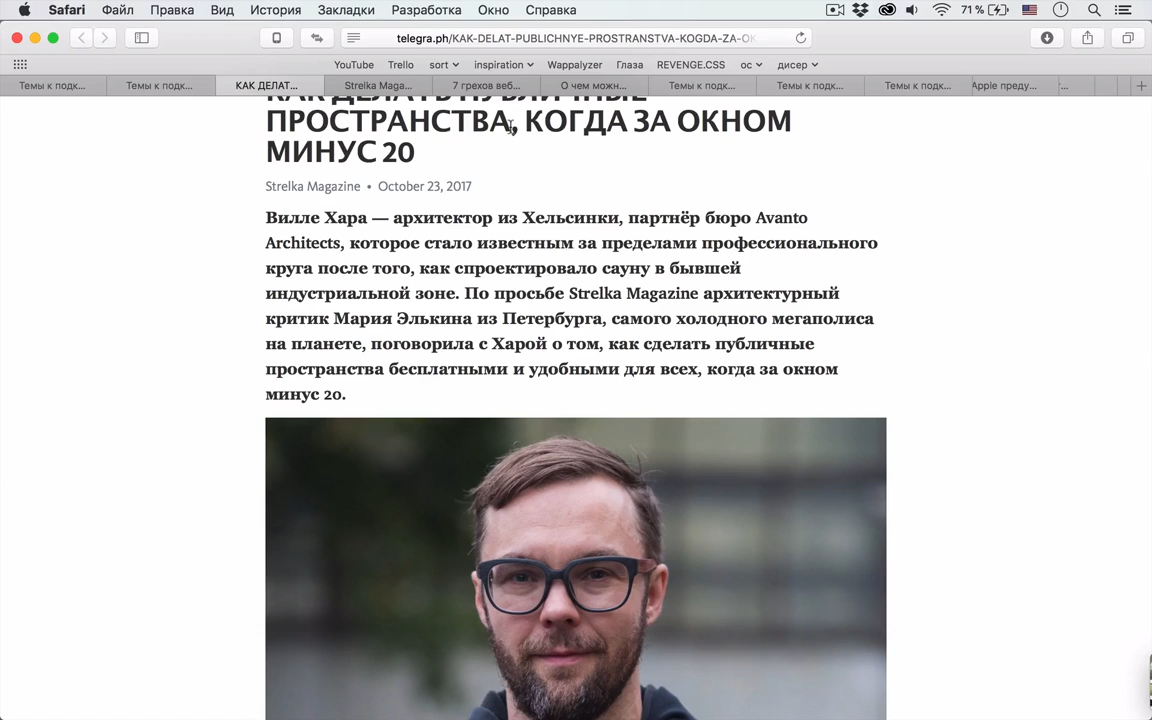 Safari Файл Правка Вид История Закладки Разработка Окно Справка 71 %
telegra.ph/KAK-DELAT-PUBLICHNYE-PROSTRANSTVA-KOGDA-ZA-OK
YouTube Trello sort inspiration Wappalyzer Глаза REVENGE.CSS ос дисер
Темы к подк... Темы к подк... КАК ДЕЛАТ... Strelka Maga... 7 грехов веб... О чем можн... Темы к подк... Темы к подк... Темы к подк... Apple преду... ...
КАК ДЕЛАТЬ ПУБЛИЧНЫЕ
ПРОСТРАНСТВА, КОГДА ЗА ОКНОМ
МИНУС 20
Strelka Magazine • October 23, 2017
Вилле Хара — архитектор из Хельсинки, партнёр бюро Avanto
Architects, которое стало известным за пределами профессионального
круга после того, как спроектировало сауну в бывшей
индустриальной зоне. По просьбе Strelka Magazine архитектурный
критик Мария Элькина из Петербурга, самого холодного мегаполиса
на планете, поговорила с Харой о том, как сделать публичные
пространства бесплатными и удобными для всех, когда за окном
минус 20.